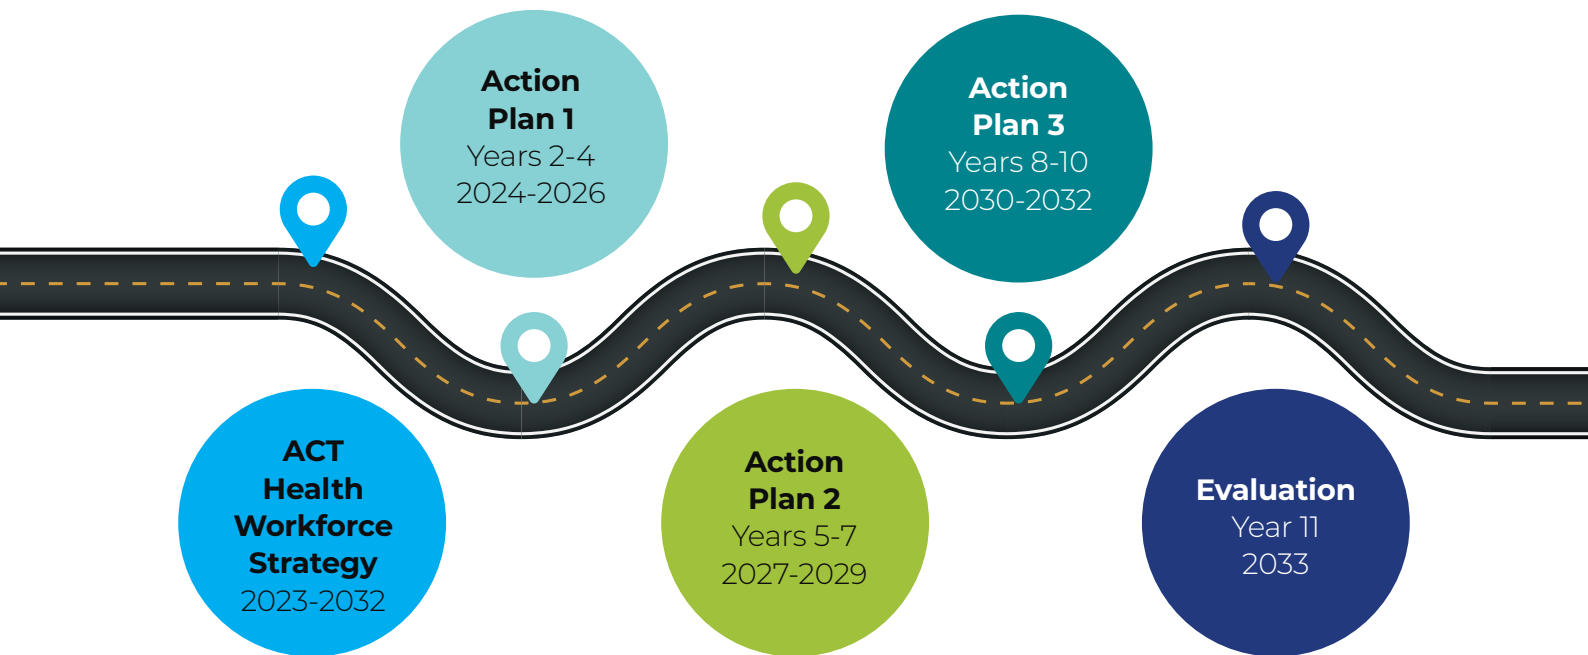 ACT
Health
Workforce
Strategy
2023-2032
Action
Plan 1
Years 2-4
2024-2026
Action
Plan 2
Years 5-7
2027-2029
Action
Plan 3
Years 8-10
2030-2032
Evaluation
Year 11
2033